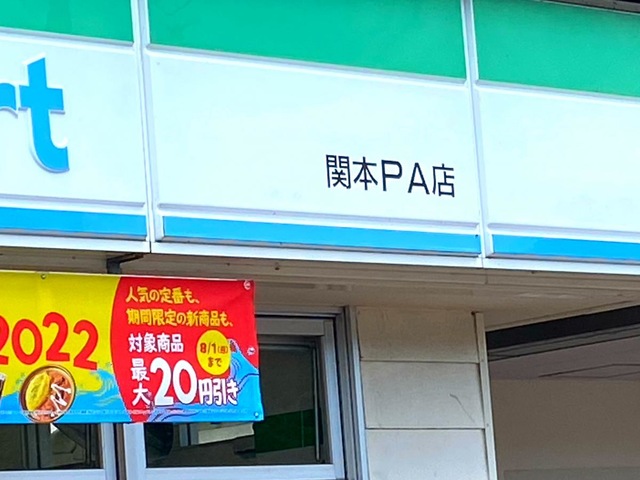 rt
関本PA店
2022
人気の定番も、
期間限定の新商品も、
対象商品
最大20円引き
8/1(月)
まで